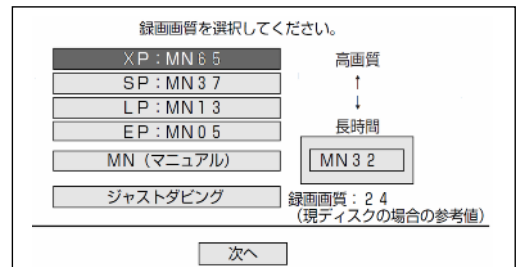 録画画質を選択してください。
ＸＰ：ＭＮ６５
高画質
ＳＰ：ＭＮ３７
↑
ＬＰ：ＭＮ１３
↓
ＥＰ：ＭＮ０５
長時間
ＭＮ（マニュアル）
ＭＮ３２
ジャストダビング
録画画質：２４
（現ディスクの場合の参考値）
次へ